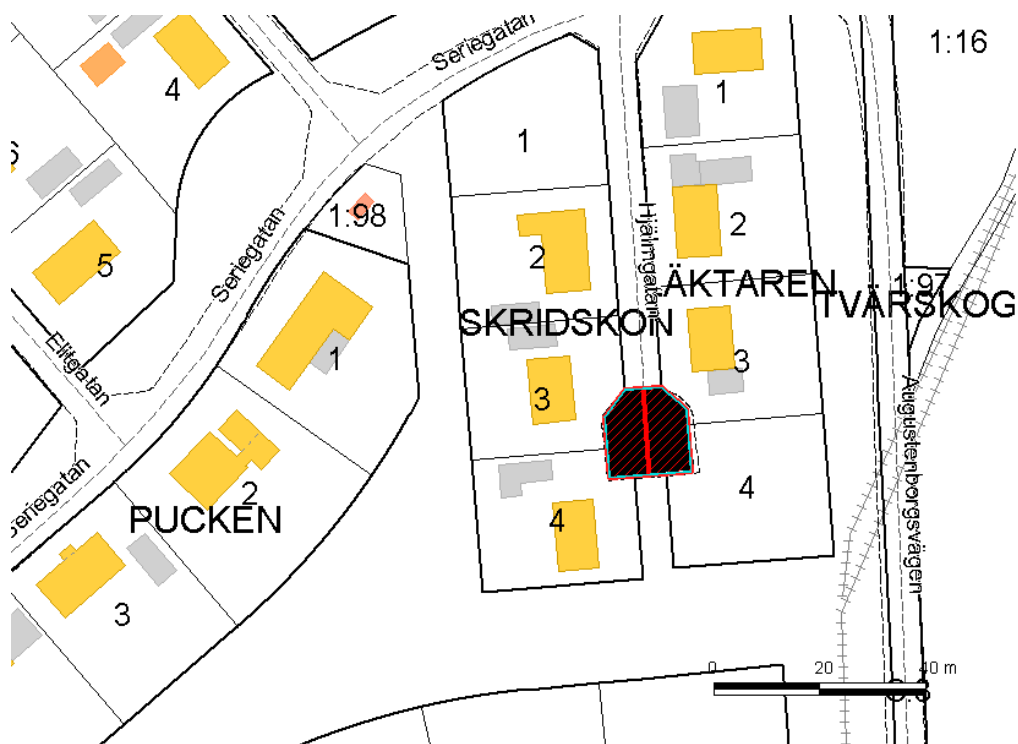 Seriegatan
1:16
4
1
1
6
1:98
2
2
Hjälmgatan
Seriegatan
5
ÄKTAREN
1:97
TVÄRSKOG
SKRIDSKON
Elitgatan
1
3
3
Augustenborgsvägen
4
4
2
PUCKEN
Seriegatan
3
0 20 40 m